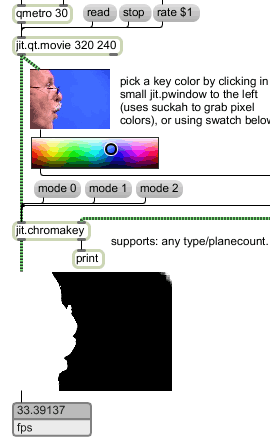 qmetro 30 read stop rate $1
jit.qt.movie 320 240
pick a key color by clicking in
small jit.pwindow to the left
(uses suckah to grab pixel
colors), or using swatch below
mode 0 mode 1 mode 2
jit.chromakey
supports: any type/planecount.
print
33.39137
fps